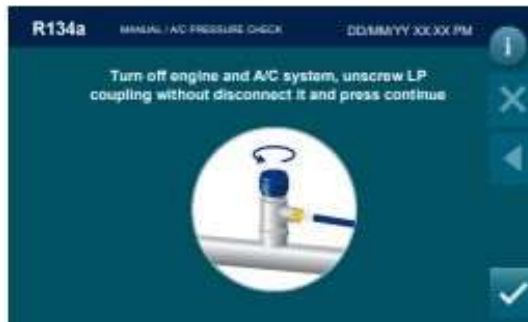 R134a
MANUAL / A/C PRESSURE CHECK
DD/MM/YY XX:XX PM
Turn off engine and A/C system, unscrew LP
coupling without disconnect it and press continue
i